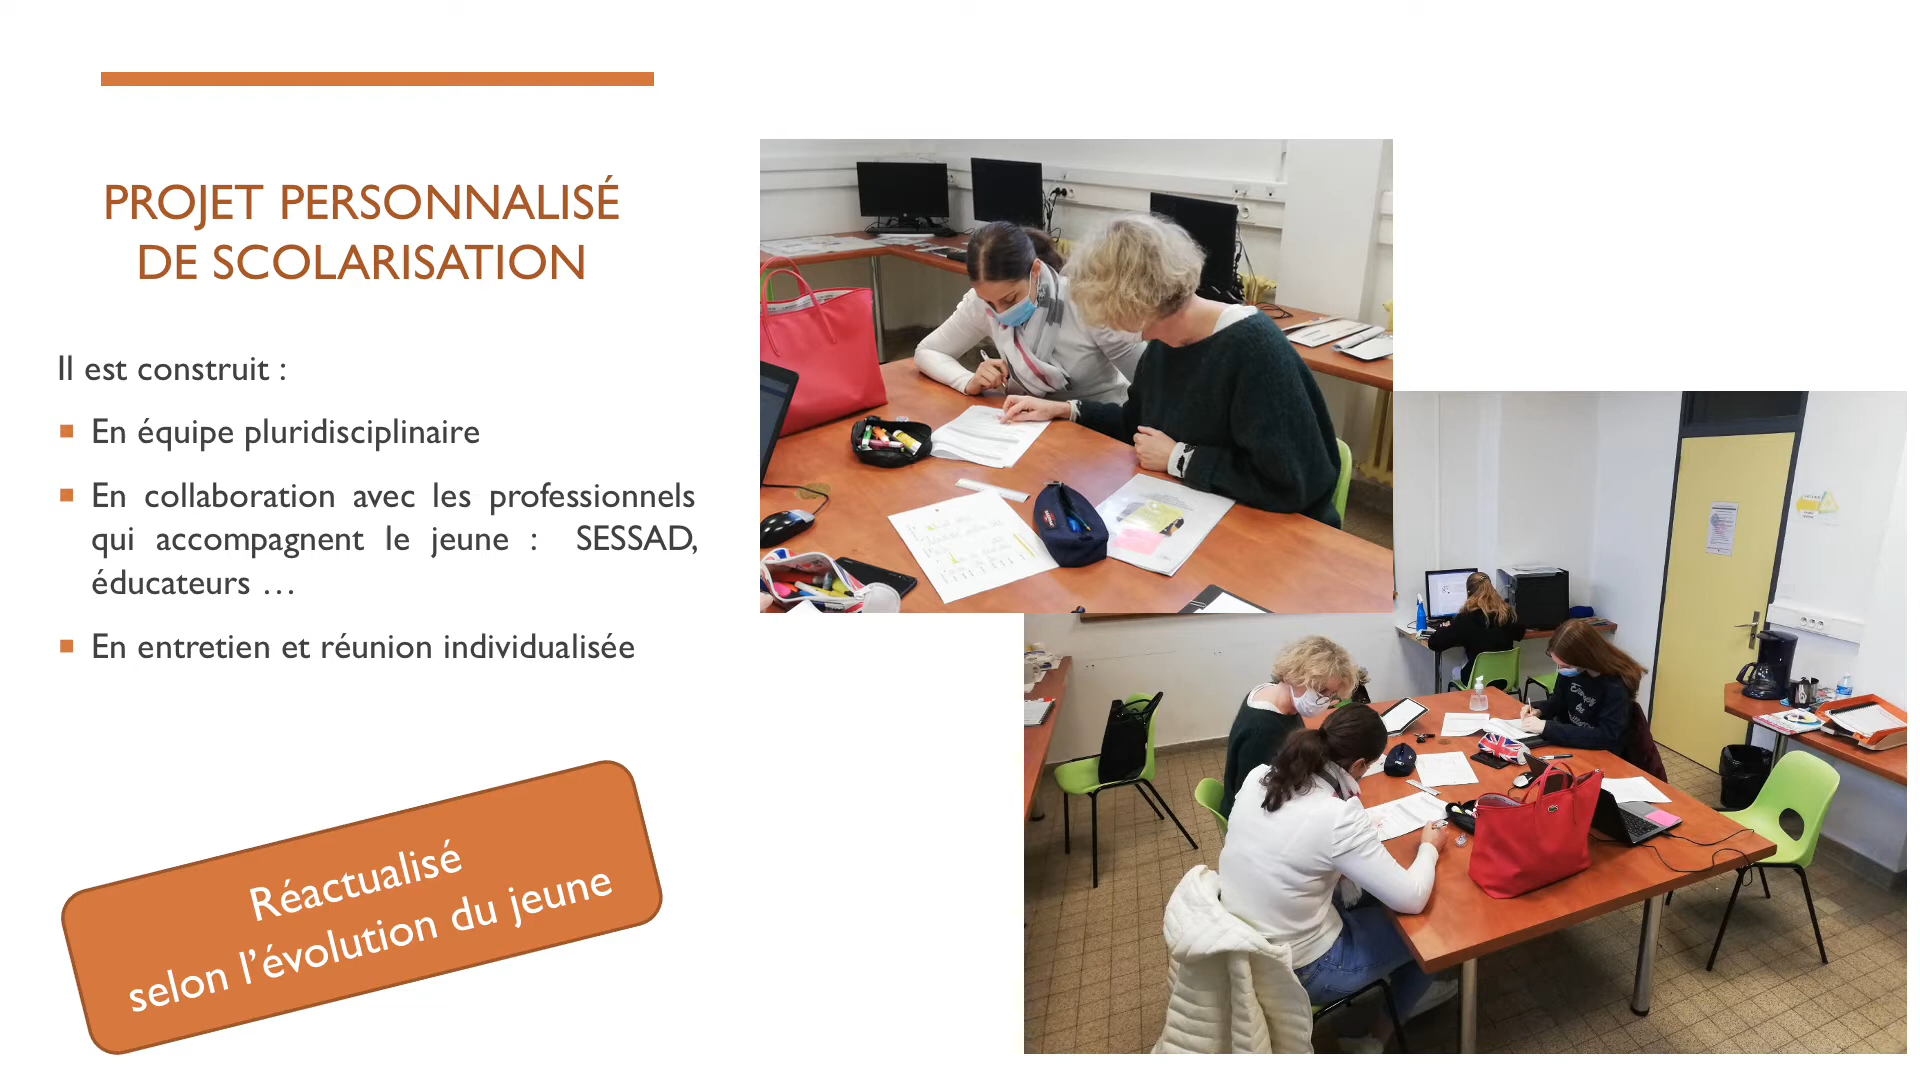 PROJET PERSONNALISÉ
DE SCOLARISATION
Il est construit :
En équipe pluridisciplinaire
En collaboration avec les professionnels
qui accompagnent le jeune : SESSAD,
éducateurs …
En entretien et réunion individualisée
Réactualisé
selon l’évolution du jeune